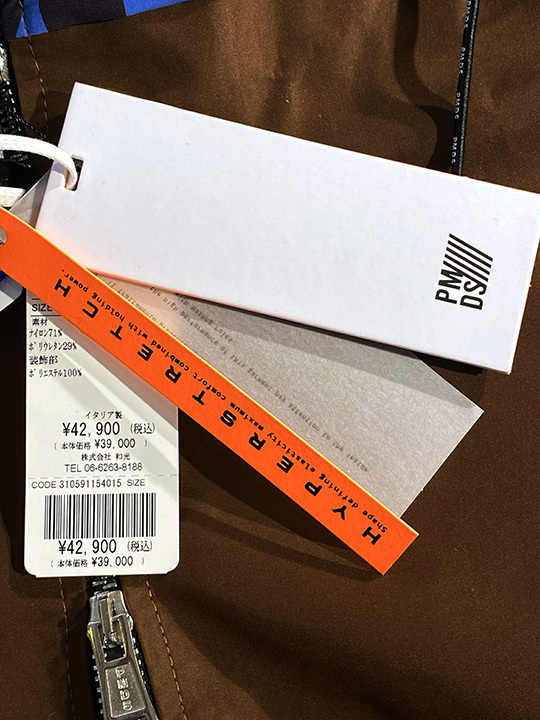 PMDS
PMDS
PMDS
PM
DS
HYPERSTRETCH
Shape defining elasticity maximum comfort combined with holding power.
SIZE
素材
ナイロン71%
ポリウレタン29%
装飾部
ポリエステル100%
イタリア製
¥42,900 (税込)
(本体価格 ¥39,000)
株式会社 和光
TEL 06-6263-8188
CODE 310591154015 SIZE
¥42,900 (税込)
(本体価格 ¥39,000)